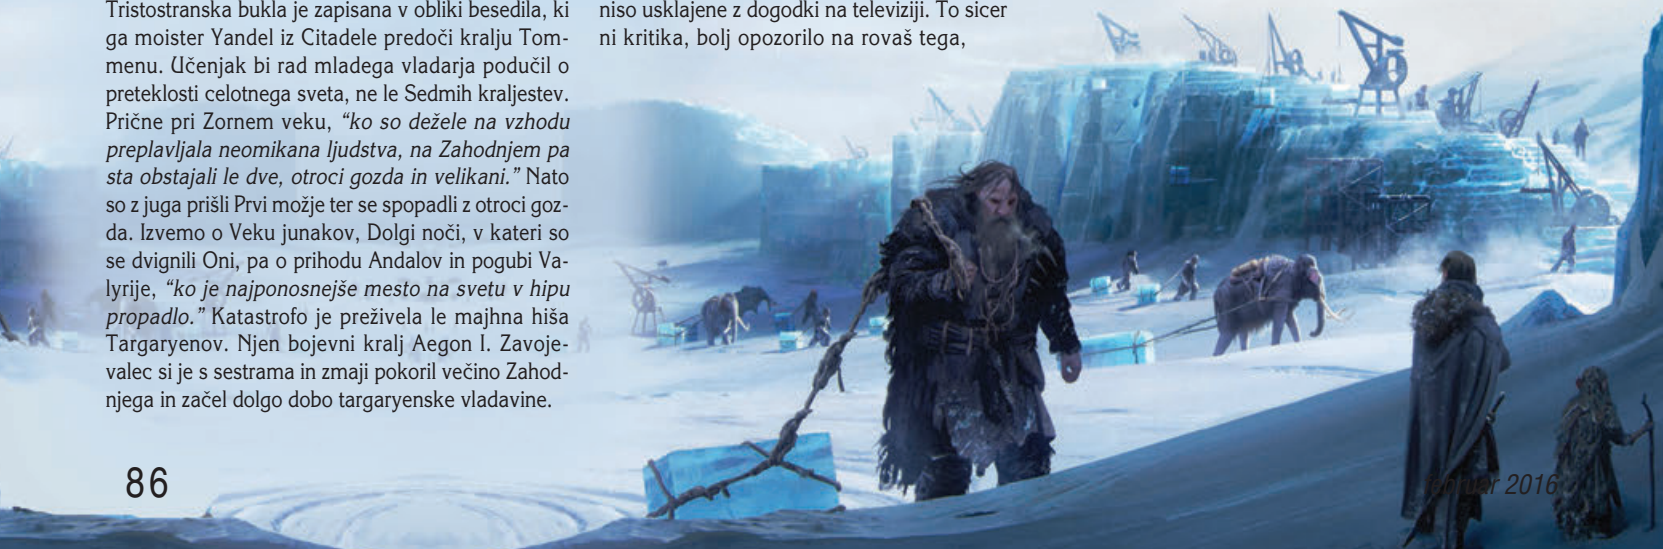 Tristostranska bukla je zapisana v obliki besedila, ki
ga moister Yandel iz Citadele predoči kralju Tom-
menu. Učenjak bi rad mladega vladarja podučil o
preteklosti celotnega sveta, ne le Sedmih kraljestev.
Prične pri Zornem veku, “ko so dežele na vzhodu
preplavljala neomikana ljudstva, na Zahodnjem pa
sta obstajali le dve, otroci gozda in velikani.” Nato
so z juga prišli Prvi možje ter se spopadli z otroci goz-
da. Izvemo o Veku junakov, Dolgi noči, v kateri so
se dvignili Oni, pa o prihodu Andalov in pogubi Va-
lyrije, “ko je najponosnejše mesto na svetu v hipu
propadlo.” Katastrofo je preživela le majhna hiša
Targaryenov. Njen bojevni kralj Aegon I. Zavoje-
valec si je s sestrama in zmaji pokoril večino Zahod-
njega in začel dolgo dobo targaryenske vladavine.
niso usklajene z dogodki na televiziji. To sicer
ni kritika, bolj opozorilo na rovaš tega,
86
januar 2016